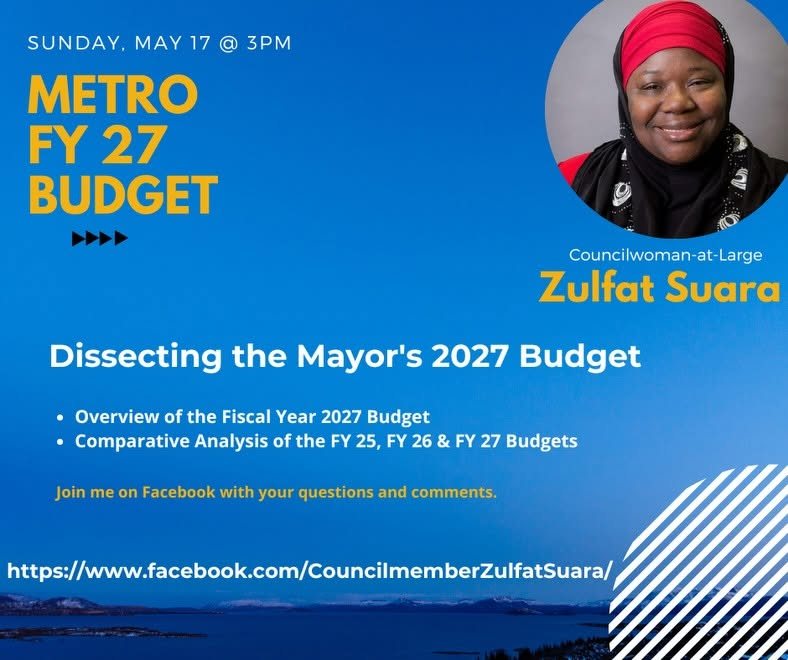 SUNDAY, MAY 17 @ 3PM
METRO
FY 27
BUDGET
Councilwoman-at-Large
Zulfat Suara
Dissecting the Mayor's 2027 Budget
• Overview of the Fiscal Year 2027 Budget
• Comparative Analysis of the FY 25, FY 26 & FY 27 Budgets
Join me on Facebook with your questions and comments.
https://www.facebook.com/CouncilmemberZulfatSuara/